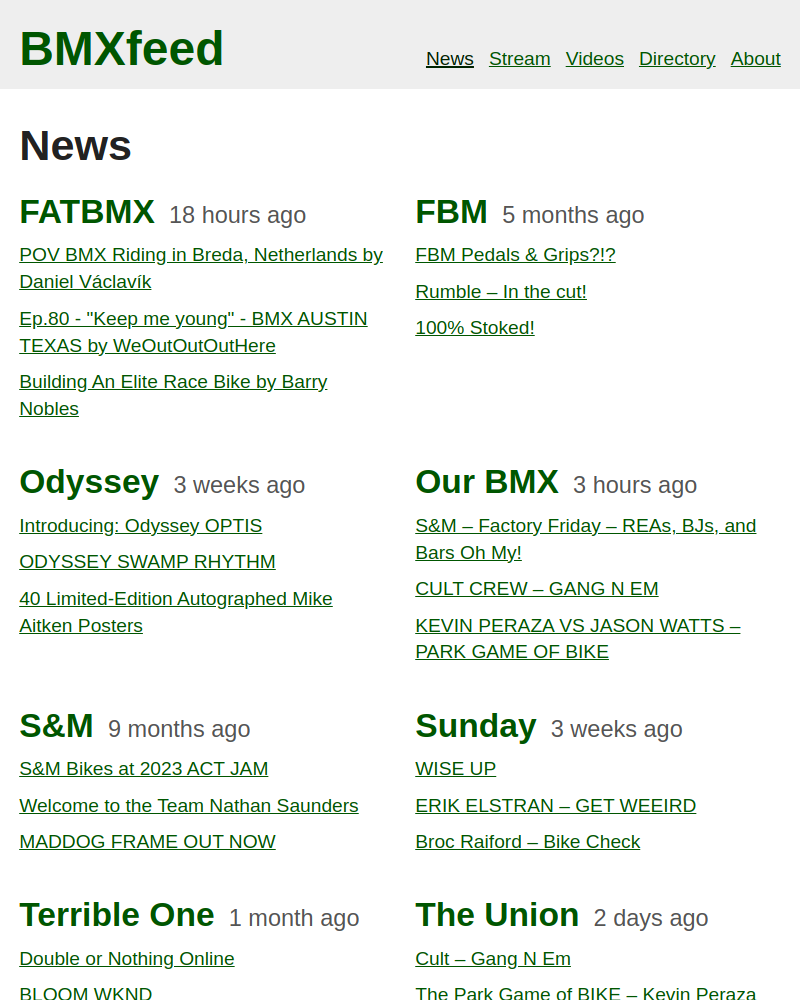 BMXfeed
News Stream Videos Directory About
News
FATBMX 18 hours ago
POV BMX Riding in Breda, Netherlands by
Daniel Václavík
Ep.80 - "Keep me young" - BMX AUSTIN
TEXAS by WeOutOutOutHere
Building An Elite Race Bike by Barry
Nobles
FBM 5 months ago
FBM Pedals & Grips?!?
Rumble – In the cut!
100% Stoked!
Odyssey 3 weeks ago
Introducing: Odyssey OPTIS
ODYSSEY SWAMP RHYTHM
40 Limited-Edition Autographed Mike
Aitken Posters
Our BMX 3 hours ago
S&M – Factory Friday – REAs, BJs, and
Bars Oh My!
CULT CREW – GANG N EM
KEVIN PERAZA VS JASON WATTS –
PARK GAME OF BIKE
S&M 9 months ago
S&M Bikes at 2023 ACT JAM
Welcome to the Team Nathan Saunders
MADDOG FRAME OUT NOW
Sunday 3 weeks ago
WISE UP
ERIK ELSTRAN – GET WEEIRD
Broc Raiford – Bike Check
Terrible One 1 month ago
Double or Nothing Online
BLOOM WKND
The Union 2 days ago
Cult – Gang N Em
The Park Game of BIKE – Kevin Peraza